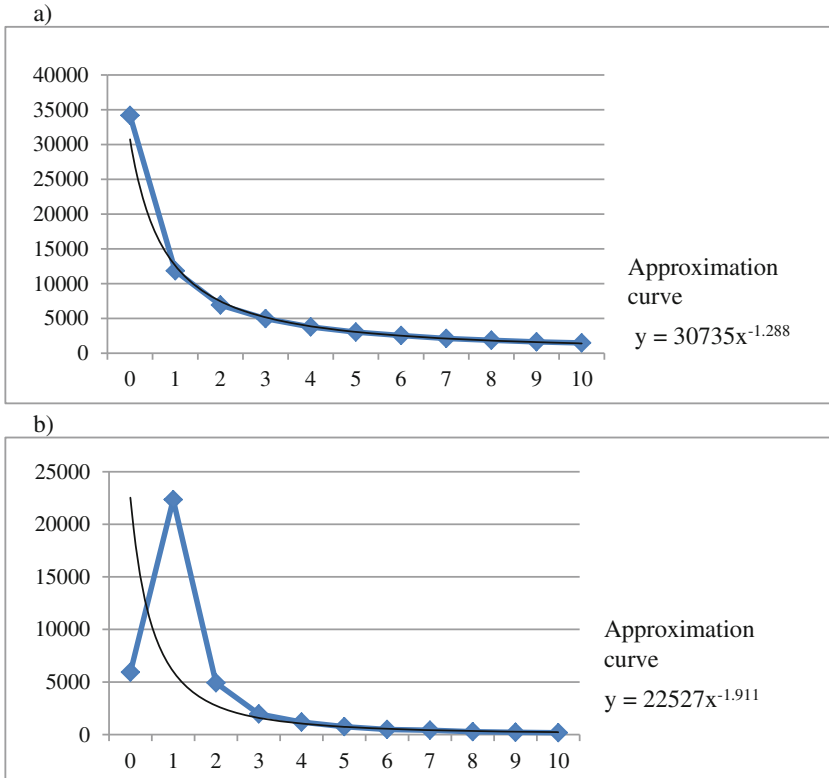 a)
40000
35000
30000
25000
20000
15000
10000
5000
0
0 1 2 3 4 5 6 7 8 9 10
Approximation
curve
y = 30735x^-1.288
b)
25000
20000
15000
10000
5000
0
0 1 2 3 4 5 6 7 8 9 10
Approximation
curve
y = 22527x^-1.911